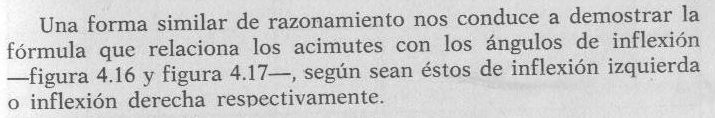 Una forma similar de razonamiento nos conduce a demostrar la
fórmula que relaciona los acimutes con los ángulos de inflexión
—figura 4.16 y figura 4.17—, según sean éstos de inflexión izquierda
o inflexión derecha respectivamente.